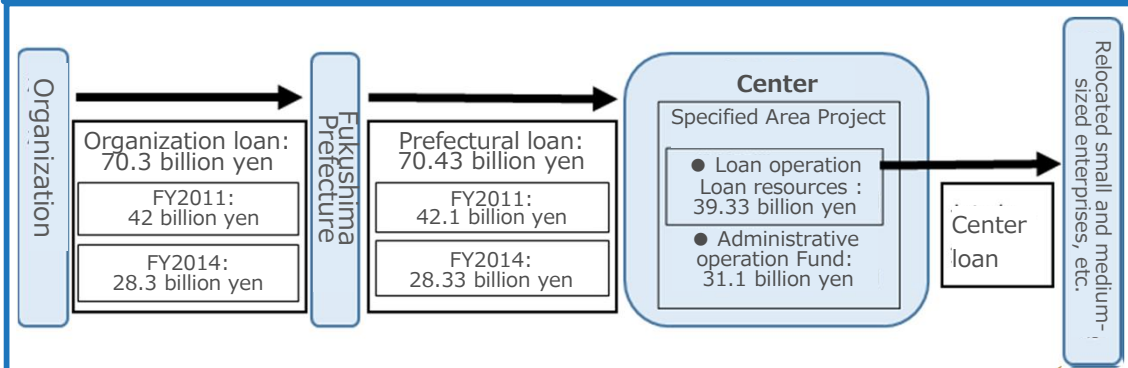 Organization
Organization loan:
70.3 billion yen
FY2011:
42 billion yen
FY2014:
28.3 billion yen
Fukushima
Prefecture
Prefectural loan:
70.43 billion yen
FY2011:
42.1 billion yen
FY2014:
28.33 billion yen
Center
Specified Area Project
● Loan operation
Loan resources :
39.33 billion yen
● Administrative
operation Fund:
31.1 billion yen
Center
loan
Relocated small and medium-
sized enterprises, etc.